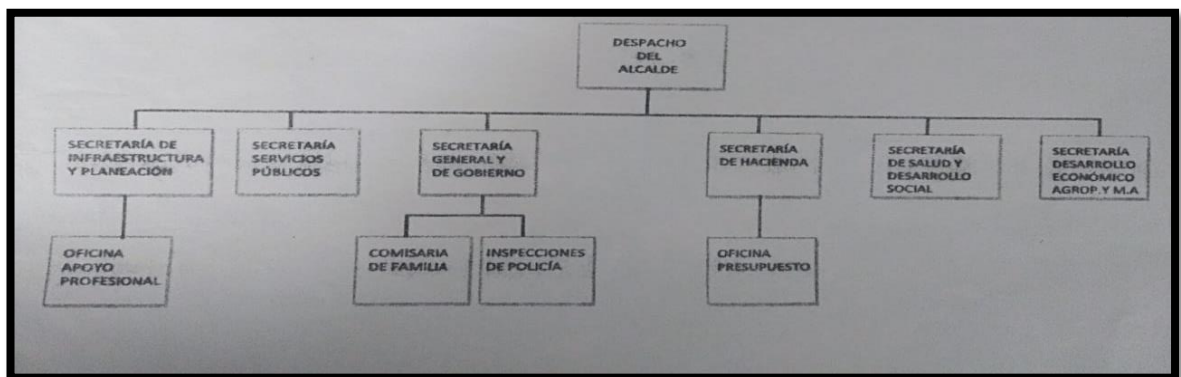 DESPACHO
DEL
ALCALDE
SECRETARÍA DE
INFRAESTRUCTURA
Y PLANEACIÓN
SECRETARÍA
SERVICIOS
PÚBLICOS
SECRETARÍA
GENERAL Y
DE GOBIERNO
SECRETARÍA
DE HACIENDA
SECRETARÍA
DE SALUD Y
DESARROLLO
SOCIAL
SECRETARÍA
DESARROLLO
ECONÓMICO
AGROP. Y M.A
OFICINA
APOYO
PROFESIONAL
COMISARIA
DE FAMILIA
INSPECCIONES
DE POLICÍA
OFICINA
PRESUPUESTO